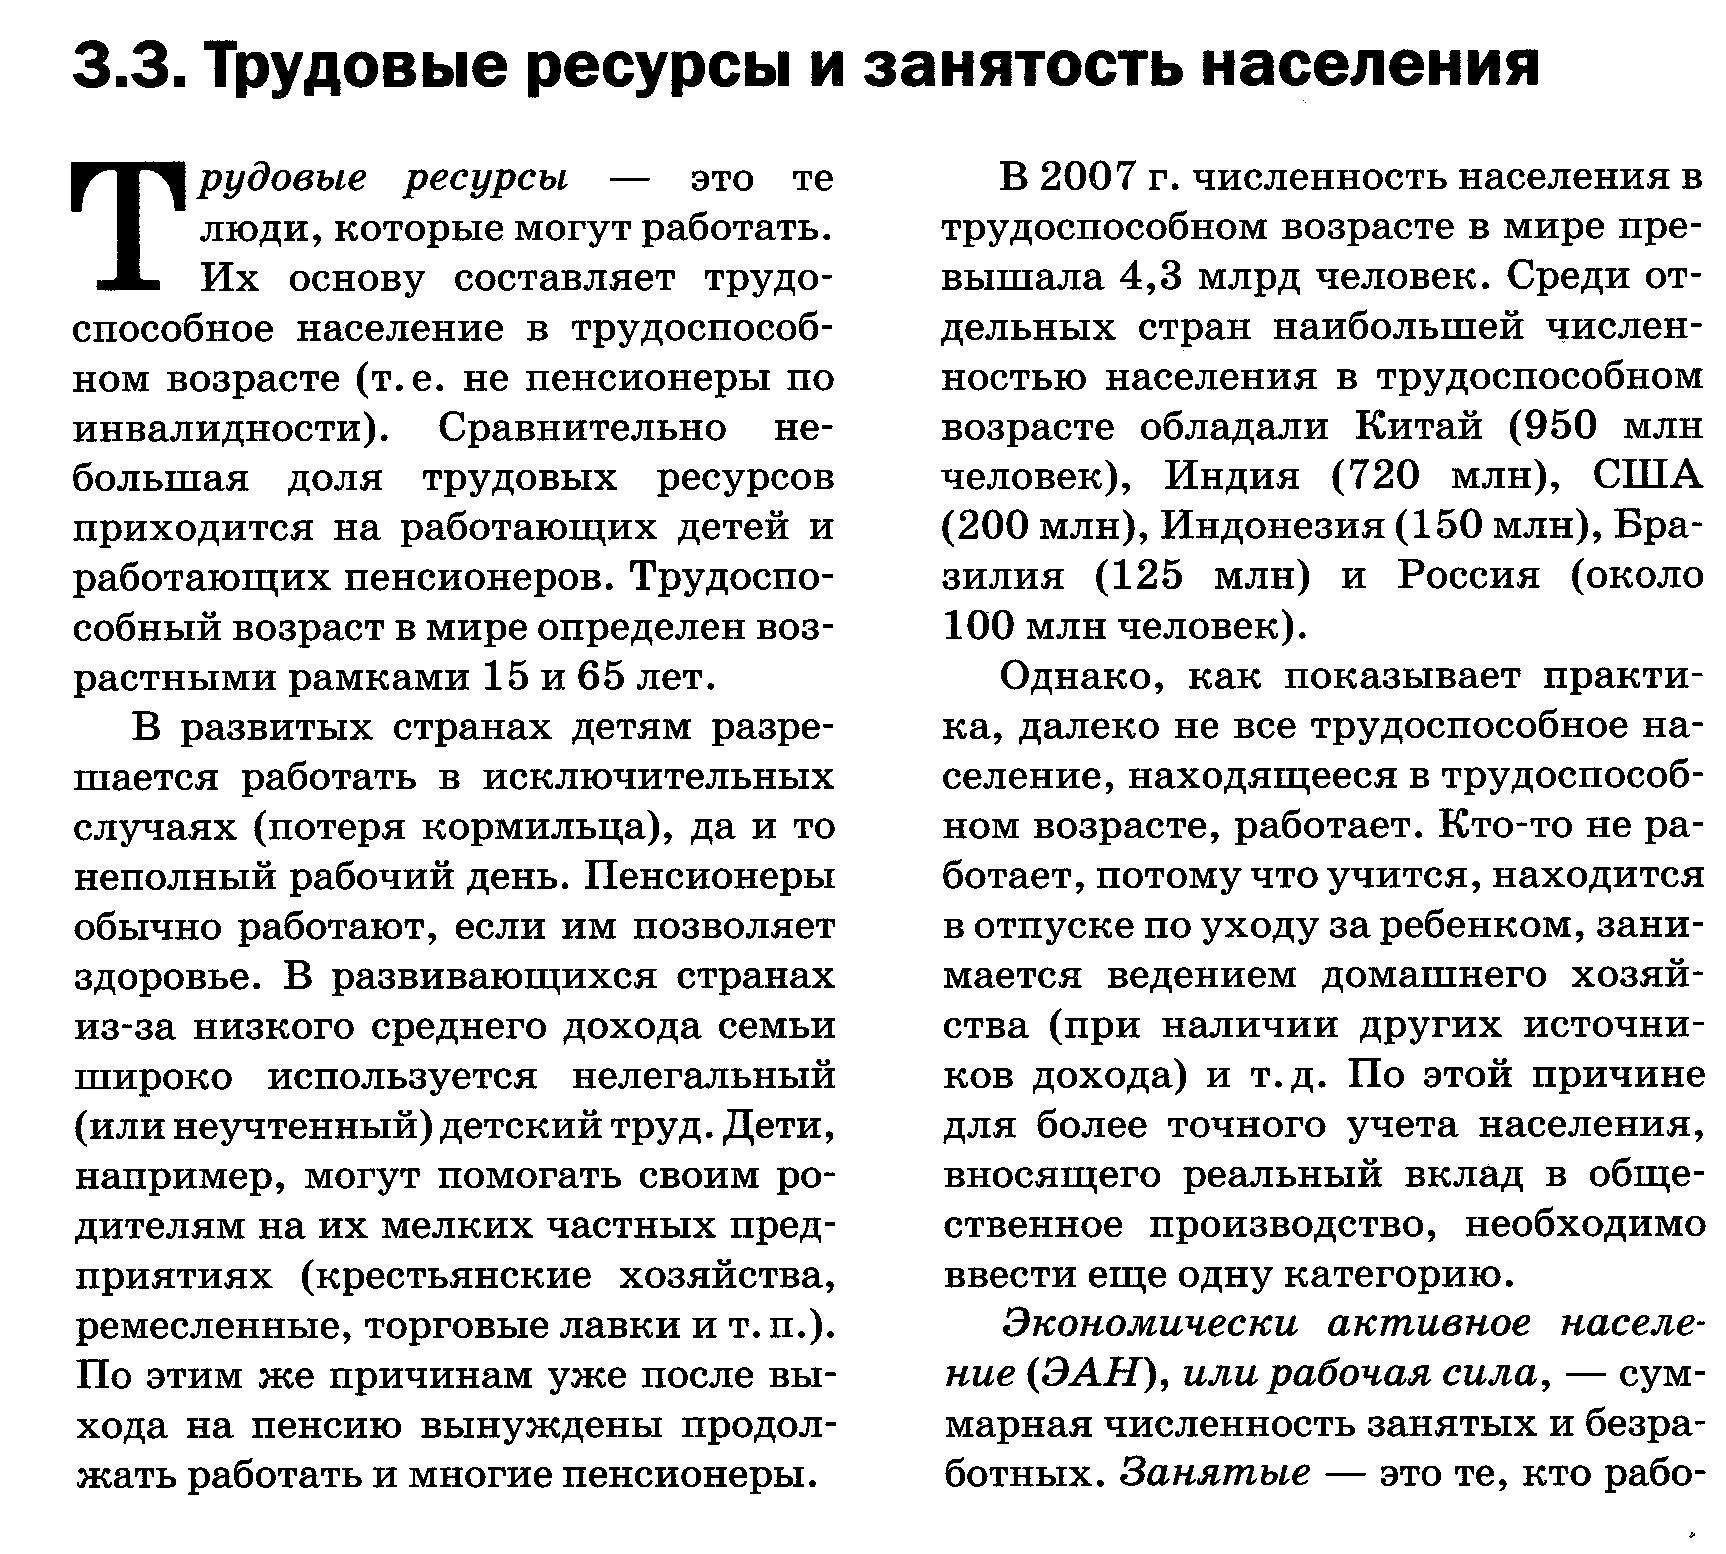 3.3. Трудовые ресурсы и занятость населения
Трудовые ресурсы — это те
люди, которые могут работать.
Их основу составляет трудо-
способное население в трудоспособ-
ном возрасте (т.е. не пенсионеры по
инвалидности). Сравнительно не-
большая доля трудовых ресурсов
приходится на работающих детей и
работающих пенсионеров. Трудоспо-
собный возраст в мире определен воз-
растными рамками 15 и 65 лет.
В развитых странах детям разре-
шается работать в исключительных
случаях (потеря кормильца), да и то
неполный рабочий день. Пенсионеры
обычно работают, если им позволяет
здоровье. В развивающихся странах
из-за низкого среднего дохода семьи
широко используется нелегальный
(или неучтенный) детский труд. Дети,
например, могут помогать своим ро-
дителям на их мелких частных пред-
приятиях (крестьянские хозяйства,
ремесленные, торговые лавки и т.п.).
По этим же причинам уже после вы-
хода на пенсию вынуждены продол-
жать работать и многие пенсионеры.
В 2007 г. численность населения в
трудоспособном возрасте в мире пре-
вышала 4,3 млрд человек. Среди от-
дельных стран наибольшей числен-
ностью населения в трудоспособном
возрасте обладали Китай (950 млн
человек), Индия (720 млн), США
(200 млн), Индонезия (150 млн), Бра-
зилия (125 млн) и Россия (около
100 млн человек).
Однако, как показывает практи-
ка, далеко не все трудоспособное на-
селение, находящееся в трудоспособ-
ном возрасте, работает. Кто-то не ра-
ботает, потому что учится, находится
в отпуске по уходу за ребенком, зани-
мается ведением домашнего хозяй-
ства (при наличии других источни-
ков дохода) и т.д. По этой причине
для более точного учета населения,
вносящего реальный вклад в обще-
ственное производство, необходимо
ввести еще одну категорию.
Экономически активное населе-
ние (ЭАН), или рабочая сила, — сум-
марная численность занятых и безра-
ботных. Занятые — это те, кто рабо-